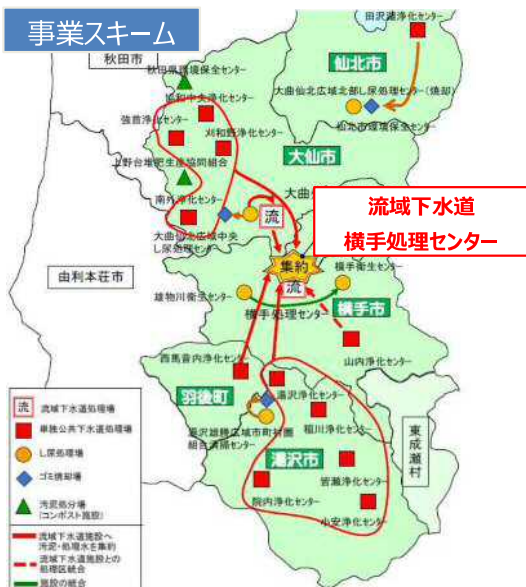 事業スキーム
秋田市
田沢湖浄化センター
仙北市
秋田県環境保全センター
大曲仙北広域北部し尿処理センター(焼却)
仙北市環境保全センター
協和中央浄化センター
強首浄化センター
刈和野浄化センター
大仙市
上野台堆肥生産協同組合
南外浄化センター
流
大曲
流域下水道
横手処理センター
大曲仙北広域中央
し尿処理センター
集約
横手衛生センター
流
由利本荘市
雄物川衛生センター
横手処理センター
横手市
西馬音内浄化センター
山内浄化センター
羽後町
湯沢浄化センター
稲川浄化センター
湯沢雄勝広域市町村圏
組合清掃センター
湯沢市
東成瀬村
皆瀬浄化センター
院内浄化センター
小安浄化センター
流 流域下水道処理場
単独公共下水道処理場
し尿処理場
ゴミ焼却場
汚泥処分場
(コンポスト施設)
流域下水道施設へ
汚泥・処理水を集約
流域下水道施設との
処理区統合
施設の統合